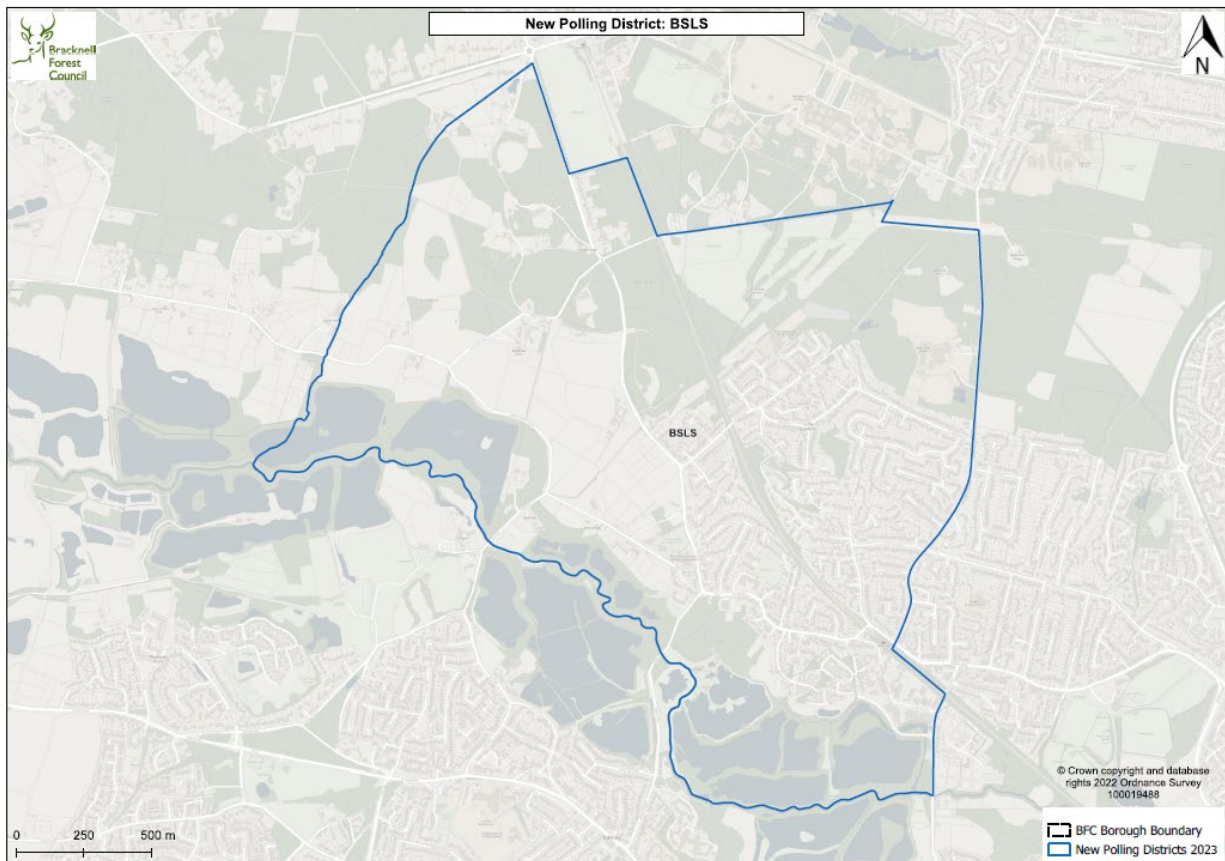 New Polling District: BSLS
Bracknell
Forest
Council
N
BSLS
© Crown copyright and database
rights 2022 Ordnance Survey
100019488
BFC Borough Boundary
New Polling Districts 2023
0 250 500 m